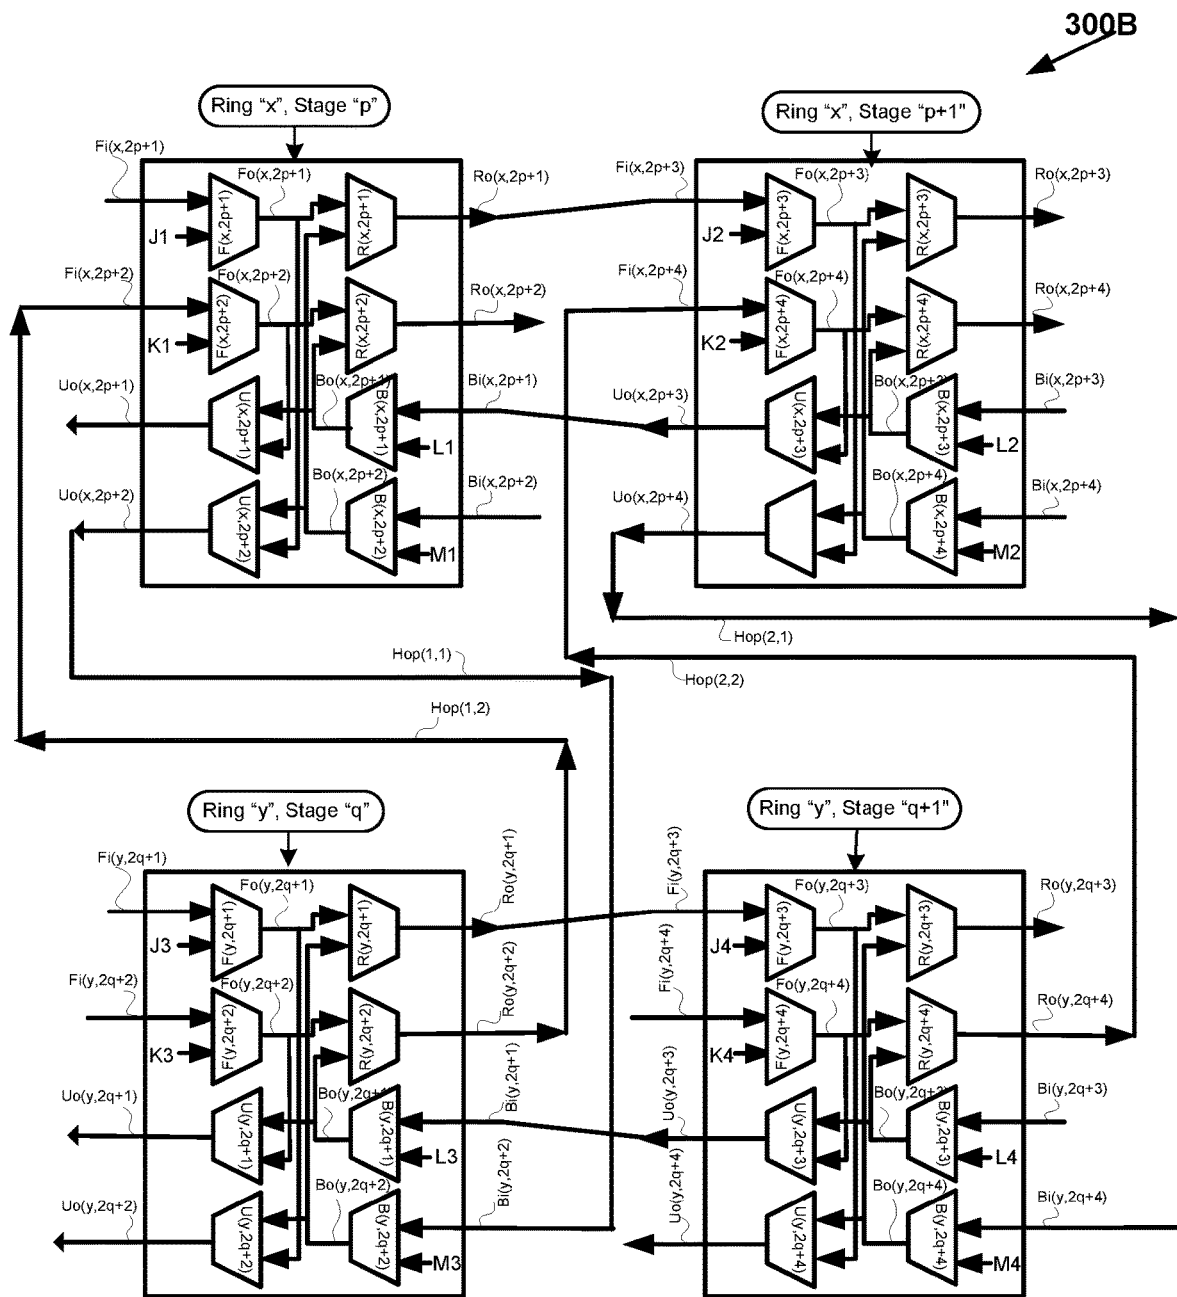 300B
Ring “x”, Stage “p”
Ring “x”, Stage “p+1"
Fi(x,2p+1)
Fo(x,2p+1)
Ro(x,2p+1)
Fi(x,2p+3)
Fo(x,2p+3)
Ro(x,2p+3)
F(x,2p+1)
R(x,2p+1)
F(x,2p+3)
R(x,2p+3)
J1
J2
Fi(x,2p+2)
Fo(x,2p+2)
Ro(x,2p+2)
Fi(x,2p+4)
Fo(x,2p+4)
Ro(x,2p+4)
F(x,2p+2)
R(x,2p+2)
F(x,2p+4)
R(x,2p+4)
K1
K2
Uo(x,2p+1)
Bo(x,2p+1)
Bi(x,2p+1)
Uo(x,2p+3)
Bo(x,2p+3)
Bi(x,2p+3)
U(x,2p+1)
B(x,2p+1)
U(x,2p+3)
B(x,2p+3)
L1
L2
Uo(x,2p+2)
Bo(x,2p+2)
Bi(x,2p+2)
Uo(x,2p+4)
Bo(x,2p+4)
Bi(x,2p+4)
U(x,2p+2)
B(x,2p+2)
B(x,2p+4)
M1
M2
Hop(2,1)
Hop(1,1)
Hop(2,2)
Hop(1,2)
Ring “y”, Stage “q”
Ring “y”, Stage “q+1"
Fi(y,2q+1)
Fo(y,2q+1)
Ro(y,2q+1)
Fi(y,2q+3)
Fo(y,2q+3)
Ro(y,2q+3)
F(y,2q+1)
R(y,2q+1)
F(y,2q+3)
R(y,2q+3)
J3
J4
Fi(y,2q+2)
Fo(y,2q+2)
Ro(y,2q+2)
Fi(y,2q+4)
Fo(y,2q+4)
Ro(y,2q+4)
F(y,2q+2)
R(y,2q+2)
F(y,2q+4)
R(y,2q+4)
K3
K4
Uo(y,2q+1)
Bo(y,2q+1)
Bi(y,2q+1)
Uo(y,2q+3)
Bo(y,2q+3)
Bi(y,2q+3)
U(y,2q+1)
B(y,2q+1)
U(y,2q+3)
B(y,2q+3)
L3
L4
Uo(y,2q+2)
Bo(y,2q+2)
Bi(y,2q+2)
Uo(y,2q+4)
Bo(y,2q+4)
Bi(y,2q+4)
U(y,2q+2)
B(y,2q+2)
U(y,2q+4)
B(y,2q+4)
M3
M4